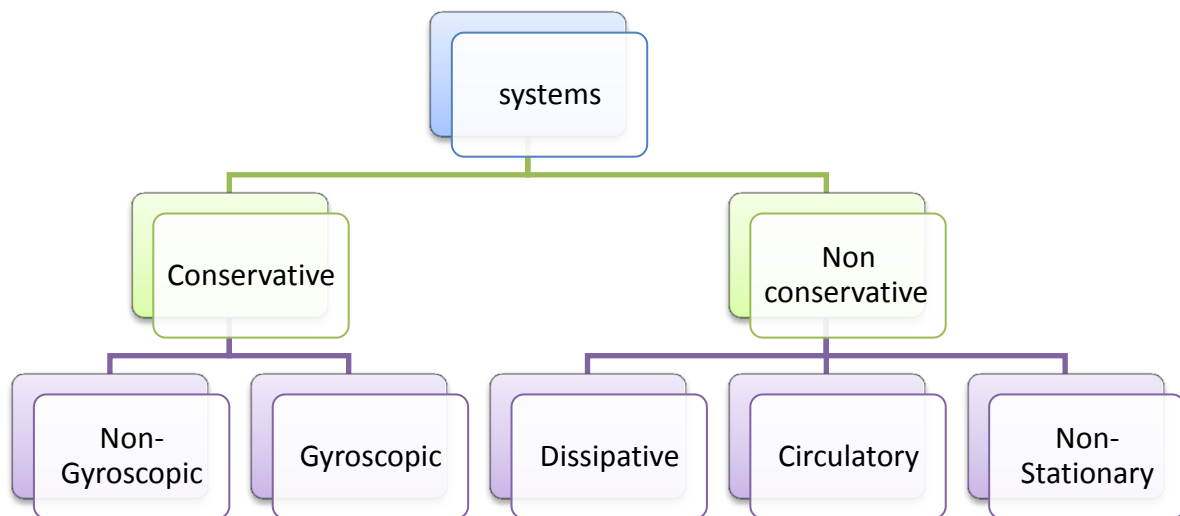 systems
Conservative
Non
conservative
Non-
Gyroscopic
Gyroscopic
Dissipative
Circulatory
Non-
Stationary